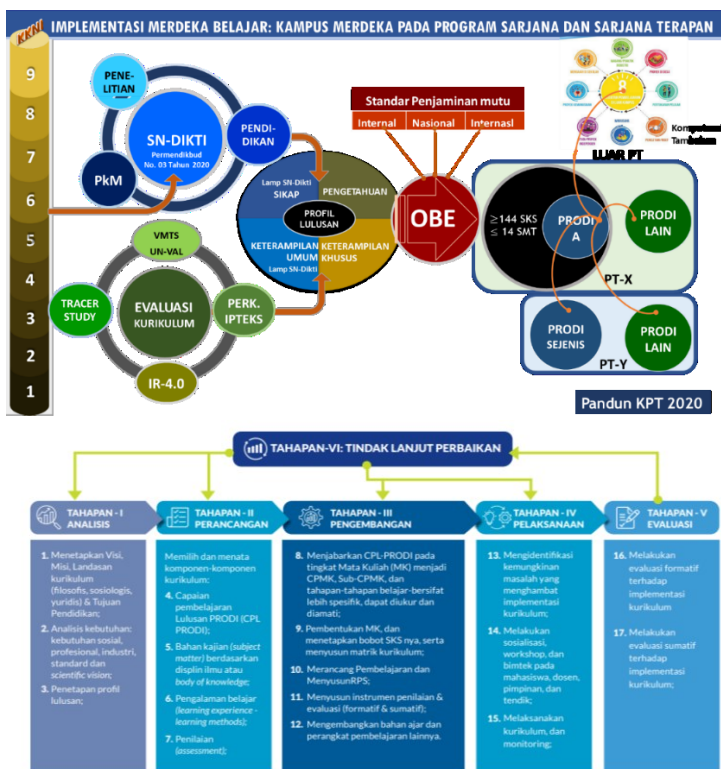 KKNI
IMPLEMENTASI MERDEKA BELAJAR: KAMPUS MERDEKA PADA PROGRAM SARJANA DAN SARJANA TERAPAN
9
8
7
6
5
4
3
2
1
PENE-
LITIAN
SN-DIKTI
Permendikbud
No. 03 Tahun 2020
PENDI-
DIKAN
PkM
VMTS
UN-VAL
TRACER
STUDY
EVALUASI
KURIKULUM
PERK.
IPTEKS
IR-4.0
Lamp SN-Dikti
SIKAP
PENGETAHUAN
PROFIL
LULUSAN
KETERAMPILAN
UMUM
Lamp SN-Dikti
KETERAMPILAN
KHUSUS
Standar Penjaminan mutu
Internal
Nasional
Internasl
OBE
LUAR PT
≥144 SKS
≤ 14 SMT
PRODI
A
PRODI
LAIN
PT-X
PRODI
SEJENIS
PRODI
LAIN
PT-Y
Pandun KPT 2020
TAHAPAN-VI: TINDAK LANJUT PERBAIKAN
TAHAPAN - I
ANALISIS
1. Menetapkan Visi,
Misi, Landasan
kurikulum
(filosofis, sosiologis,
yuridis) & Tujuan
Pendidikan;
2. Analisis kebutuhan:
kebutuhan sosial,
profesional, industri,
standard dan
scientific vision;
3. Penetapan profil
lulusan;
TAHAPAN - II
PERANCANGAN
Memilih dan menata
komponen-komponen
kurikulum:
4. Capaian
pembelajaran
Lulusan PRODI (CPL
PRODI);
5. Bahan kajian (subject
matter) berdasarkan
displin ilmu atau
body of knowledge;
6. Pengalaman belajar
(learning experience -
learning methods);
7. Penilaian
(assessment);
TAHAPAN - III
PENGEMBANGAN
8. Menjabarkan CPL-PRODI pada
tingkat Mata Kuliah (MK) menjadi
CPMK, Sub-CPMK, dan
tahapan-tahapan belajar-bersifat
lebih spesifik, dapat diukur dan
diamati;
9. Pembentukan MK, dan
menetapkan bobot SKS nya, serta
menyusun matrik kurikulum;
10. Merancang Pembelajaran dan
MenyusunRPS;
11. Menyusun instrumen penilaian &
evaluasi (formatif & sumatif);
12. Mengembangkan bahan ajar dan
perangkat pembelajaran lainnya.
TAHAPAN - IV
PELAKSANAAN
13. Mengidentifikasi
kemungkinan
masalah yang
menghambat
implementasi
kurikulum;
14. Melakukan
sosialisasi,
workshop, dan
bimtek pada
mahasiswa, dosen,
pimpinan, dan
tendik;
15. Melaksanakan
kurikulum, dan
monitoring;
TAHAPAN - V
EVALUASI
16. Melakukan
evaluasi formatif
terhadap
implementasi
kurikulum
17. Melakukan
evaluasi sumatif
terhadap
implementasi
kurikulum;